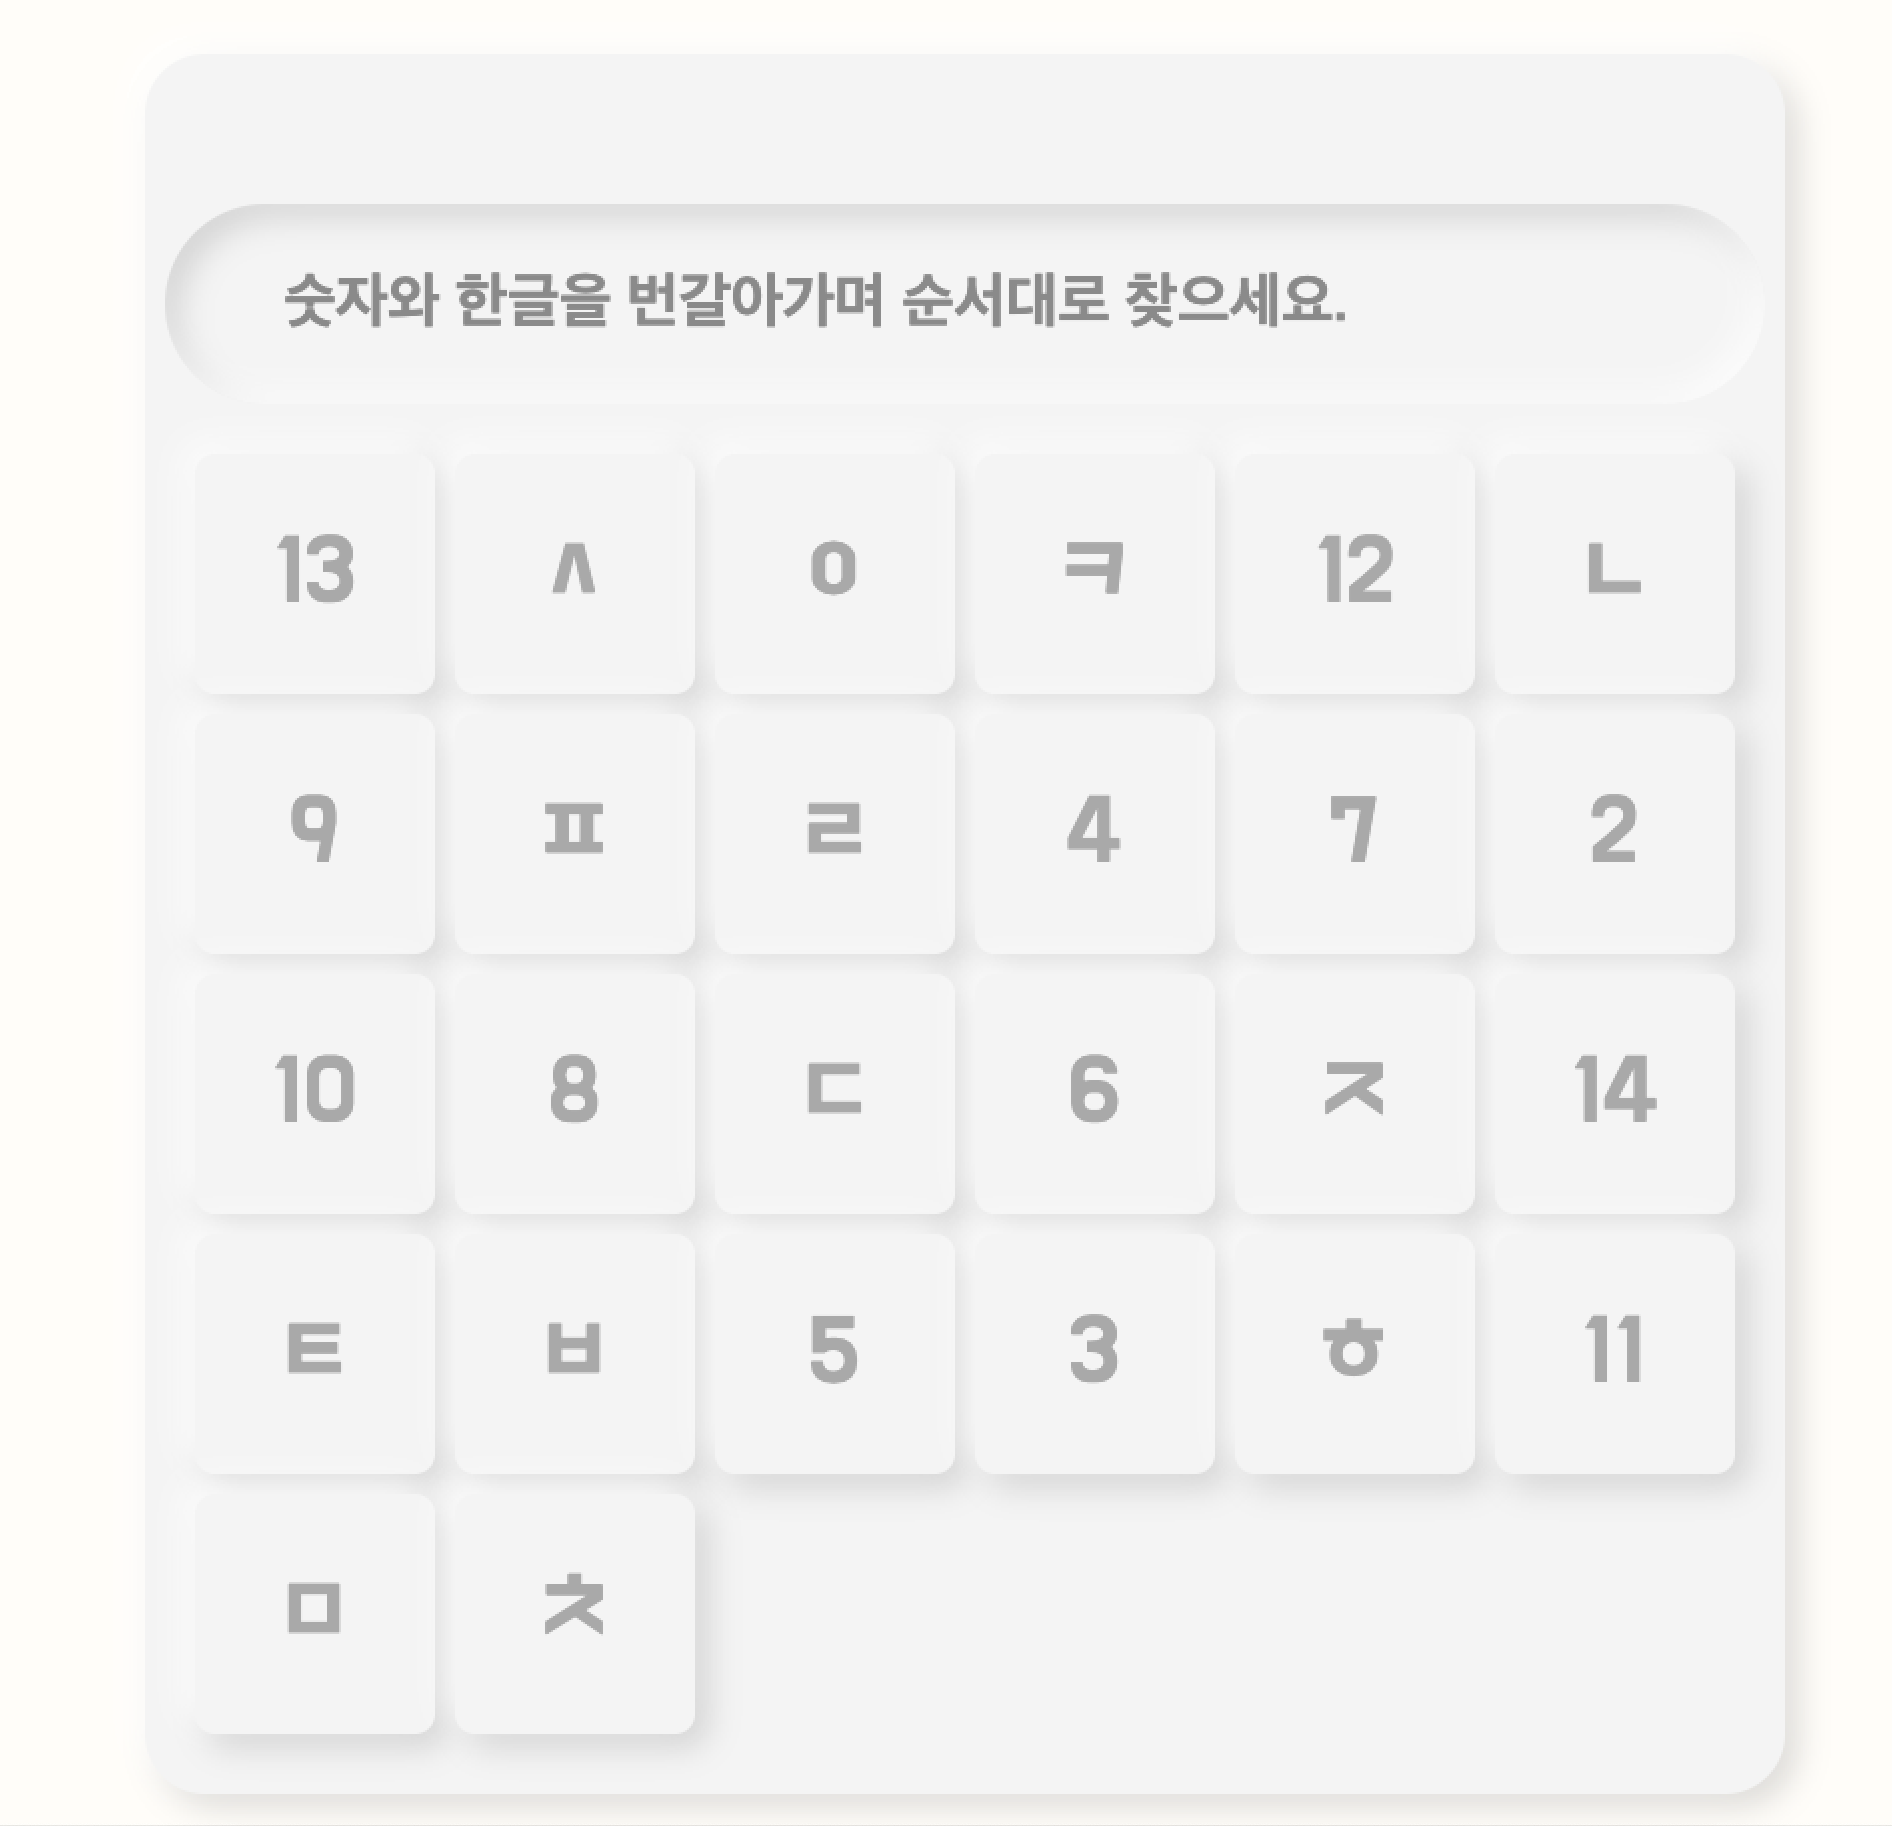 숫자와 한글을 번갈아가며 순서대로 찾으세요.
13 ㅅ ㅇ ㅋ 12 ㄴ
9 ㅍ ㄹ 4 7 2
10 8 ㄷ 6 ㅈ 14
ㅌ ㅂ 5 3 ㅎ 11
ㅁ ㅊ